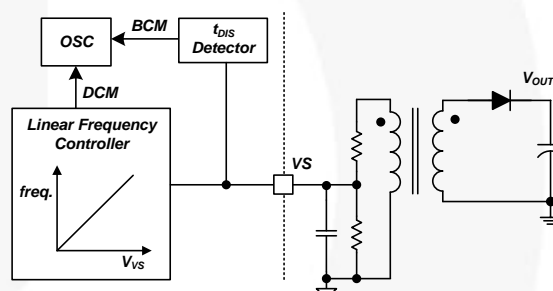 OSC
BCM
tDIS
Detector
DCM
Linear Frequency
Controller
freq.
VVS
VS
VOUT